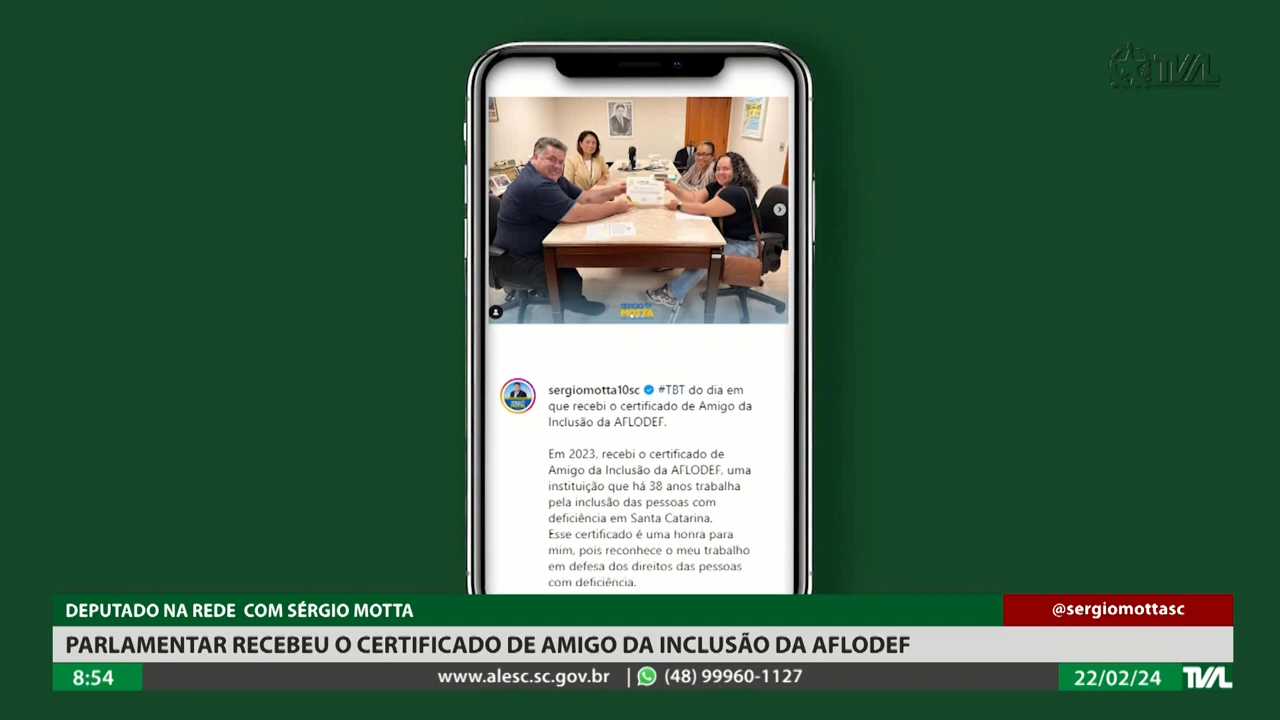 TVAL
SERGIO
MOTTA
sergiomotta10sc #TBT do dia em
que recebi o certificado de Amigo da
Inclusão da AFLODEF.
Em 2023, recebi o certificado de
Amigo da Inclusão da AFLODEF, uma
instituição que há 38 anos trabalha
pela inclusão das pessoas com
deficiência em Santa Catarina.
Esse certificado é uma honra para
mim, pois reconhece o meu trabalho
em defesa dos direitos das pessoas
com deficiência.
DEPUTADO NA REDE COM SÉRGIO MOTTA
@sergiomottasc
PARLAMENTAR RECEBEU O CERTIFICADO DE AMIGO DA INCLUSÃO DA AFLODEF
8:54
www.alesc.sc.gov.br | (48) 99960-1127
22/02/24
TVAL